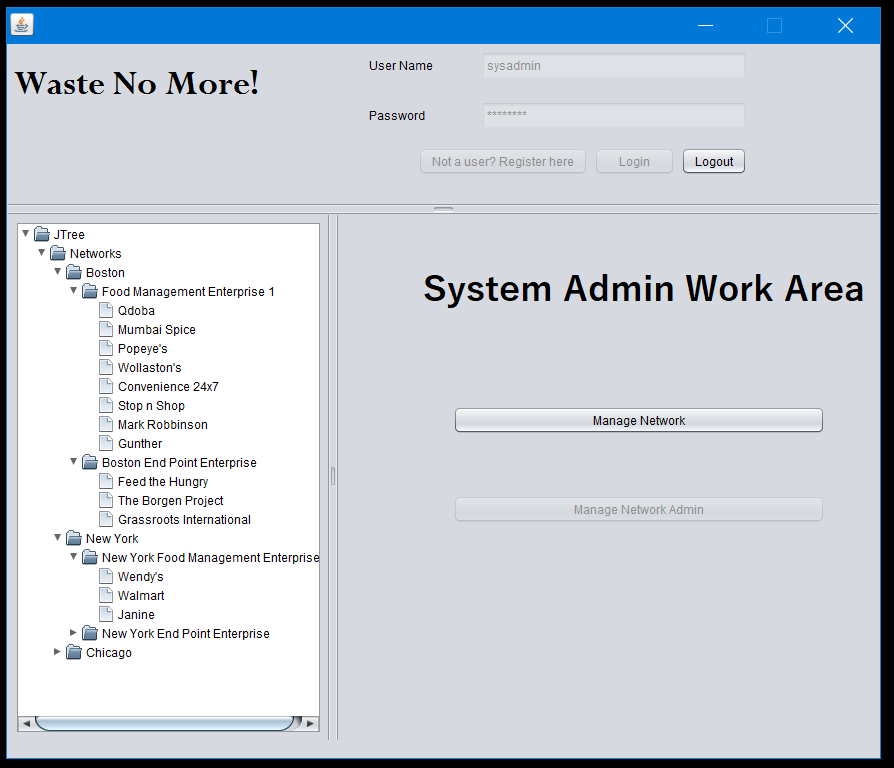 Waste No More!
User Name
sysadmin
Password
********
Not a user? Register here
Login
Logout
JTree
Networks
Boston
Food Management Enterprise 1
Qdoba
Mumbai Spice
Popeye's
Wollaston's
Convenience 24x7
Stop n Shop
Mark Robbinson
Gunther
Boston End Point Enterprise
Feed the Hungry
The Borgen Project
Grassroots International
New York
New York Food Management Enterprise
Wendy's
Walmart
Janine
New York End Point Enterprise
Chicago
System Admin Work Area
Manage Network
Manage Network Admin